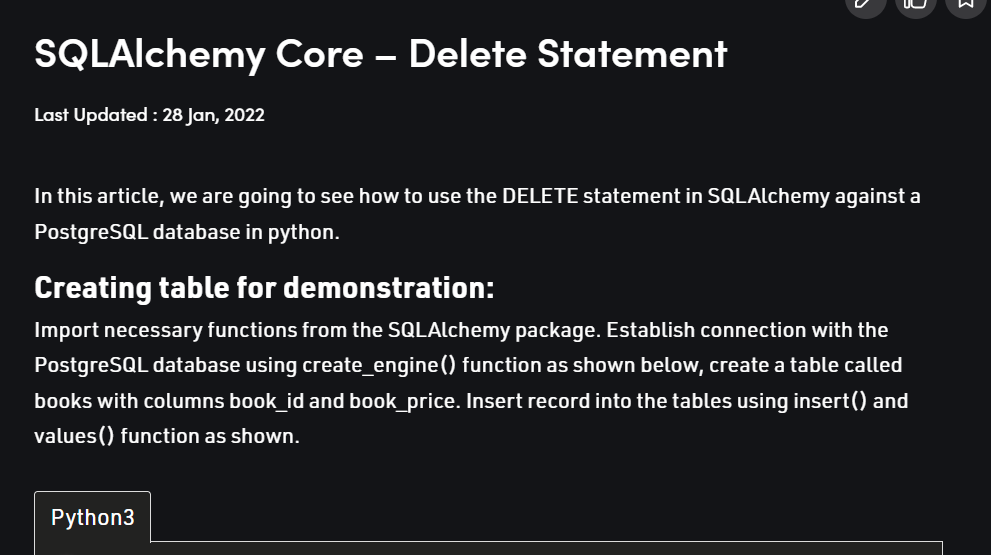 SQLAlchemy Core – Delete Statement
Last Updated : 28 Jan, 2022
In this article, we are going to see how to use the DELETE statement in SQLAlchemy against a
PostgreSQL database in python.
Creating table for demonstration:
Import necessary functions from the SQLAlchemy package. Establish connection with the
PostgreSQL database using create_engine() function as shown below, create a table called
books with columns book_id and book_price. Insert record into the tables using insert() and
values() function as shown.
Python3